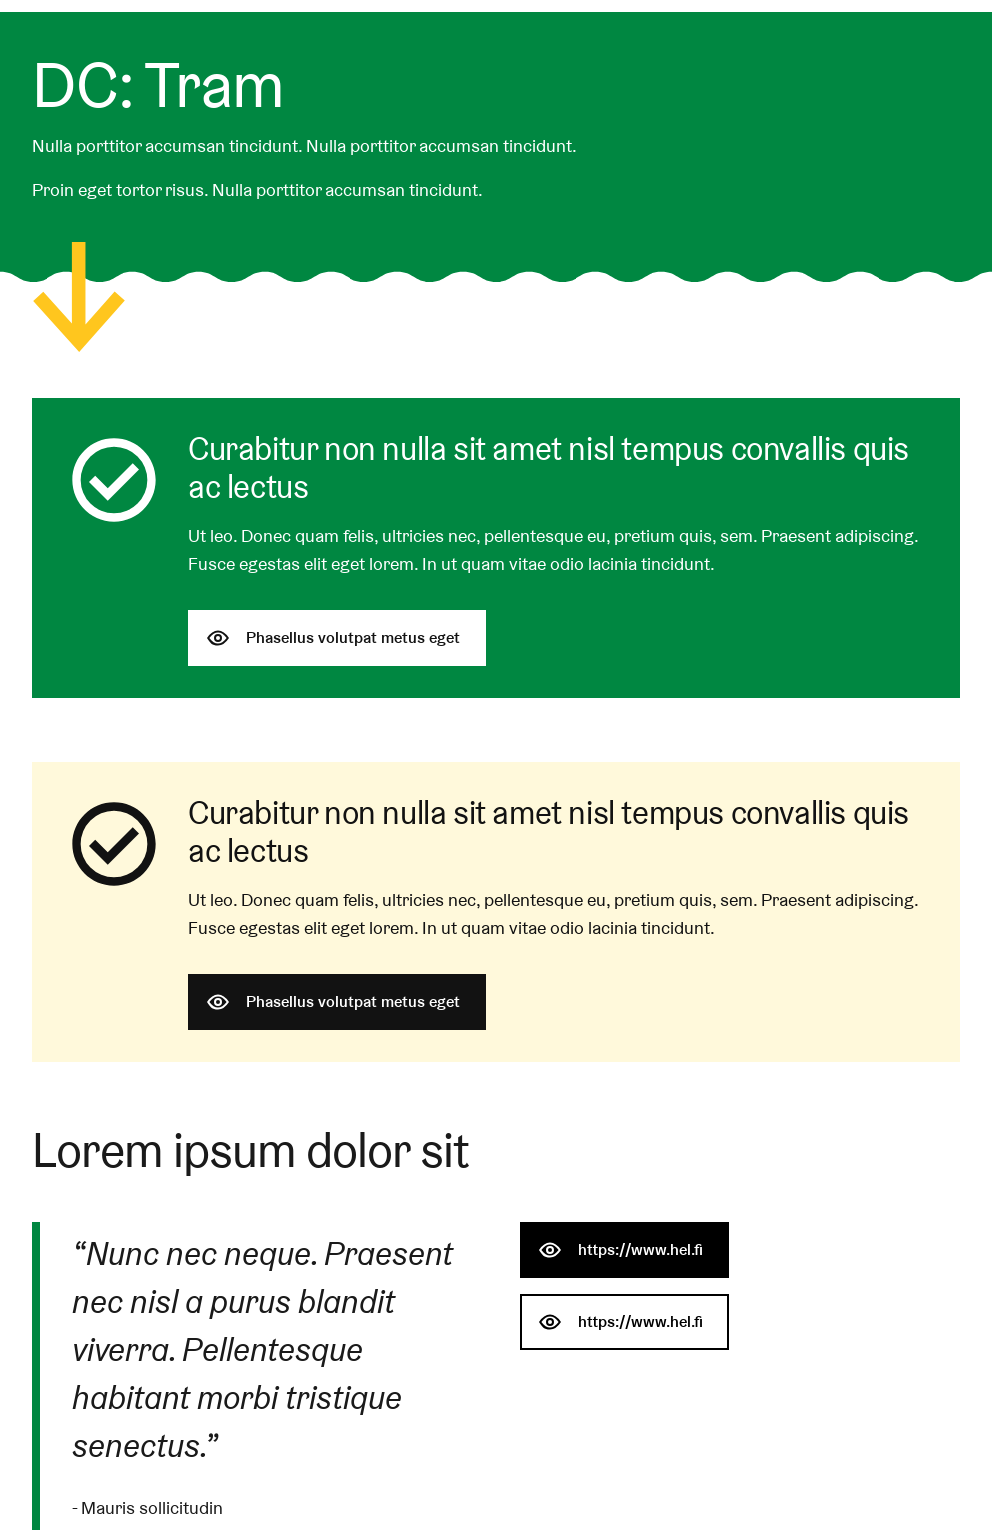 DC: Tram
Nulla porttitor accumsan tincidunt. Nulla porttitor accumsan tincidunt.
Proin eget tortor risus. Nulla porttitor accumsan tincidunt.
Curabitur non nulla sit amet nisl tempus convallis quis
ac lectus
Ut leo. Donec quam felis, ultricies nec, pellentesque eu, pretium quis, sem. Praesent adipiscing.
Fusce egestas elit eget lorem. In ut quam vitae odio lacinia tincidunt.
Phasellus volutpat metus eget
Curabitur non nulla sit amet nisl tempus convallis quis
ac lectus
Ut leo. Donec quam felis, ultricies nec, pellentesque eu, pretium quis, sem. Praesent adipiscing.
Fusce egestas elit eget lorem. In ut quam vitae odio lacinia tincidunt.
Phasellus volutpat metus eget
Lorem ipsum dolor sit
“Nunc nec neque. Praesent
nec nisl a purus blandit
viverra. Pellentesque
habitant morbi tristique
senectus.”
- Mauris sollicitudin
https://www.hel.fi
https://www.hel.fi